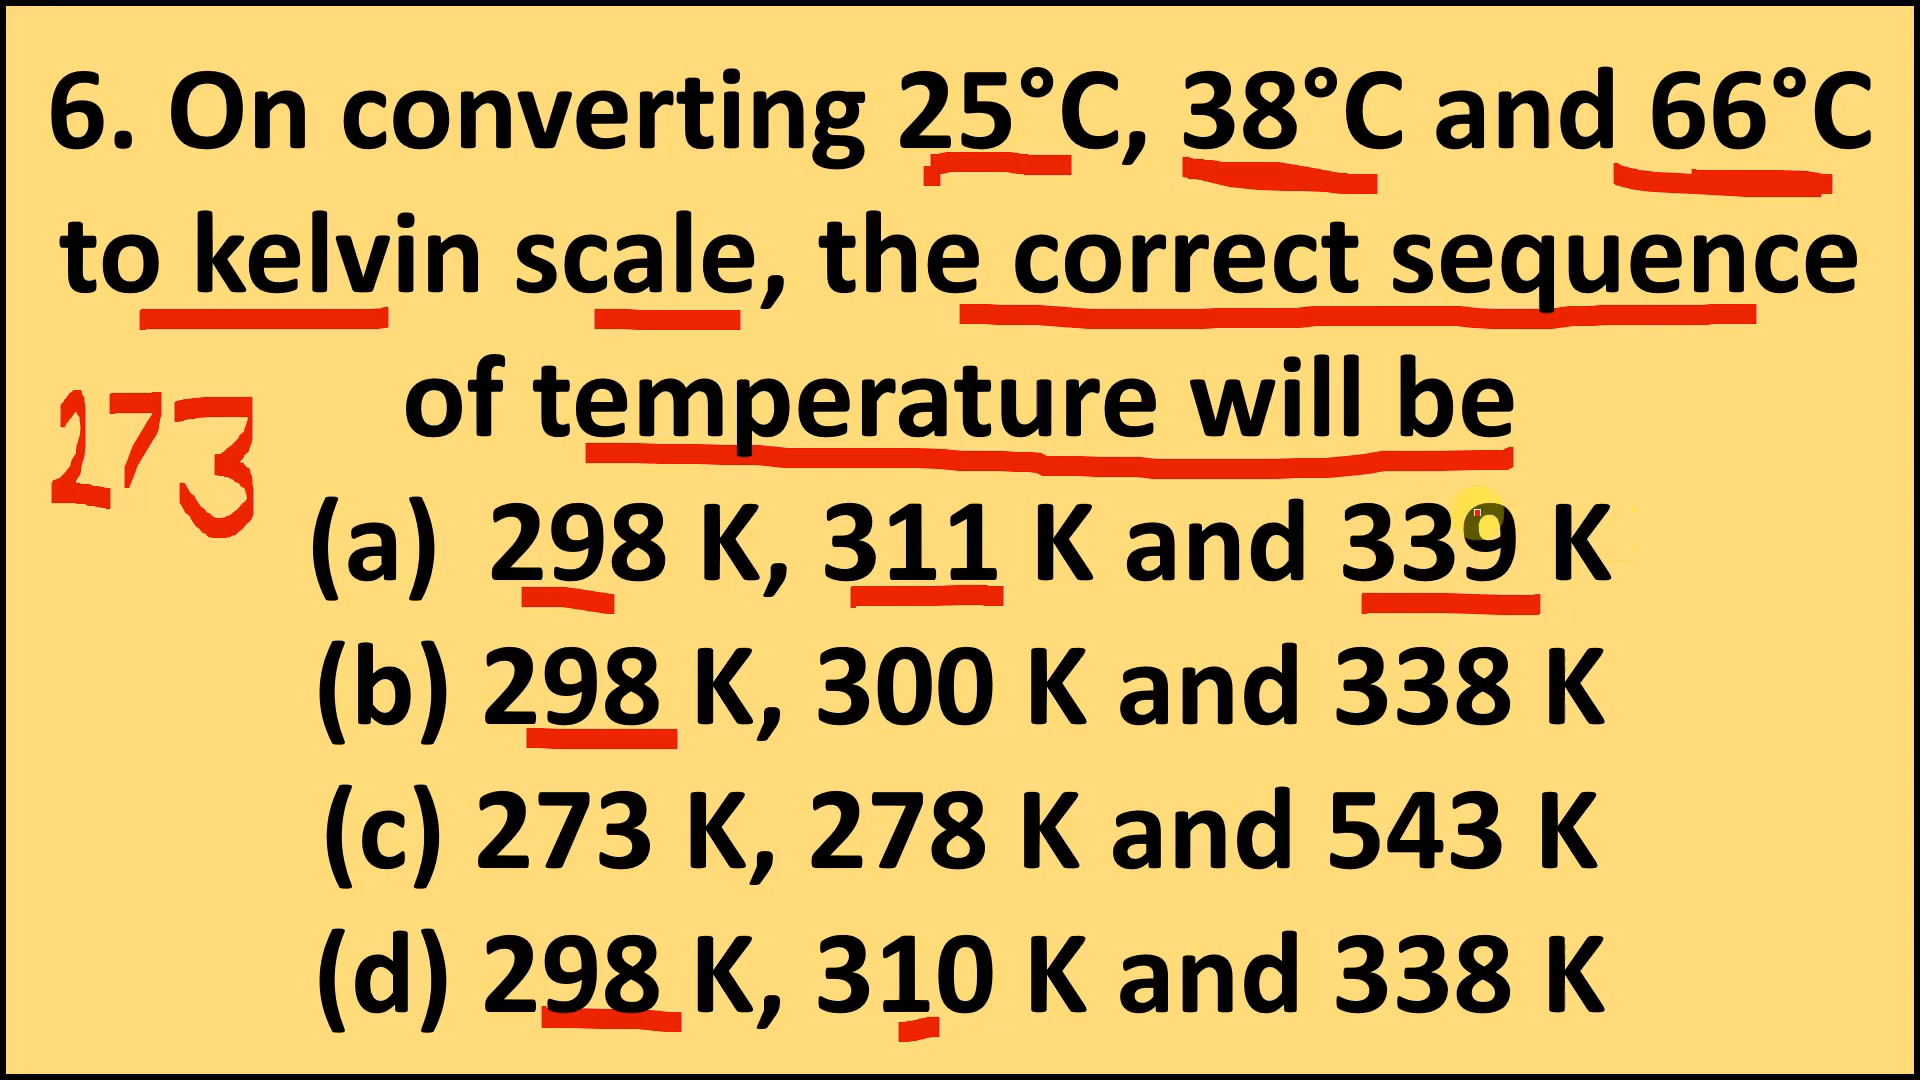 6. On converting 25°C, 38°C and 66°C
to kelvin scale, the correct sequence
of temperature will be
273
(a) 298 K, 311 K and 339 K
(b) 298 K, 300 K and 338 K
(c) 273 K, 278 K and 543 K
(d) 298 K, 310 K and 338 K